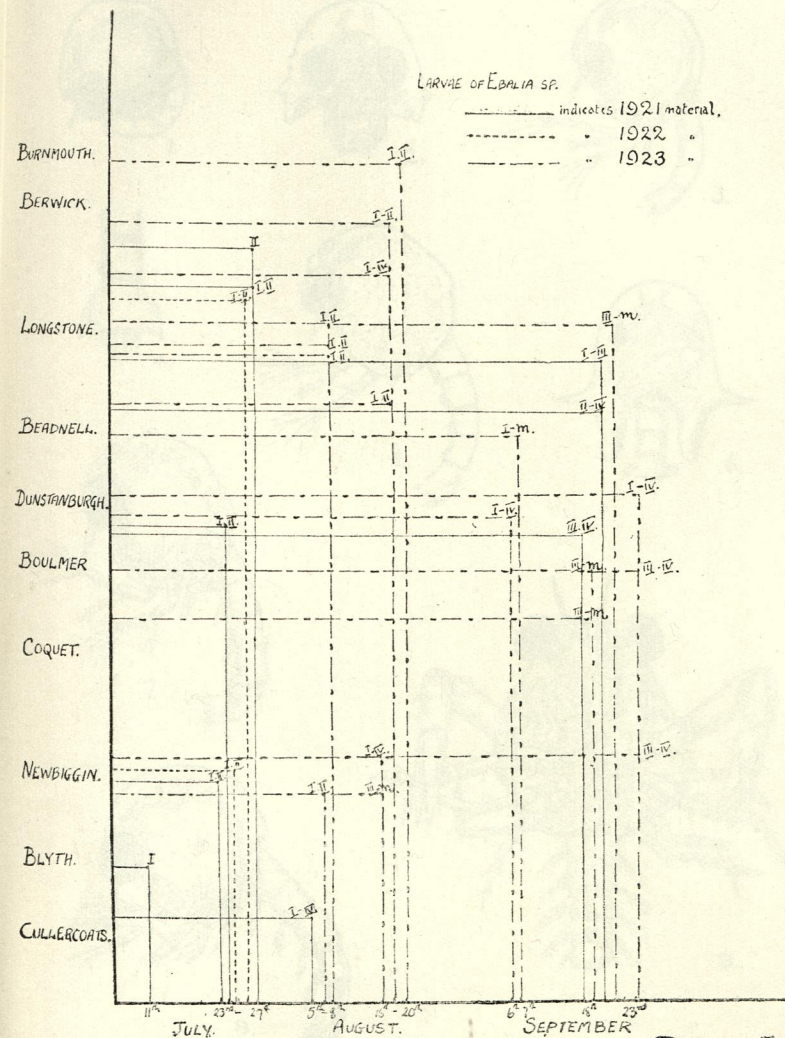 LARVAE OF EBALIA SP.
indicates 1921 material,
" 1922 "
" 1923 "
BURNMOUTH.
I.II.
BERWICK.
I-II.
II
I-IV.
I.II
I-II.
LONGSTONE.
I.II
III-m.
I.II
I.II.
I-III
I.II
II-IV.
BEADNELL.
I-m.
DUNSTANBURGH.
I-IV.
I-IV.
I.II.
III.IV.
BOULMER
III-m.
III-IV.
III-m.
COQUET.
I-IV.
III-IV.
NEWBIGGIN.
I.II
III-m.
BLYTH.
I
I-IV
CULLERCOATS.
11th 23rd - 27th 5th - 8th 15th - 20th 6th 7th 18th 23rd
JULY. AUGUST. SEPTEMBER